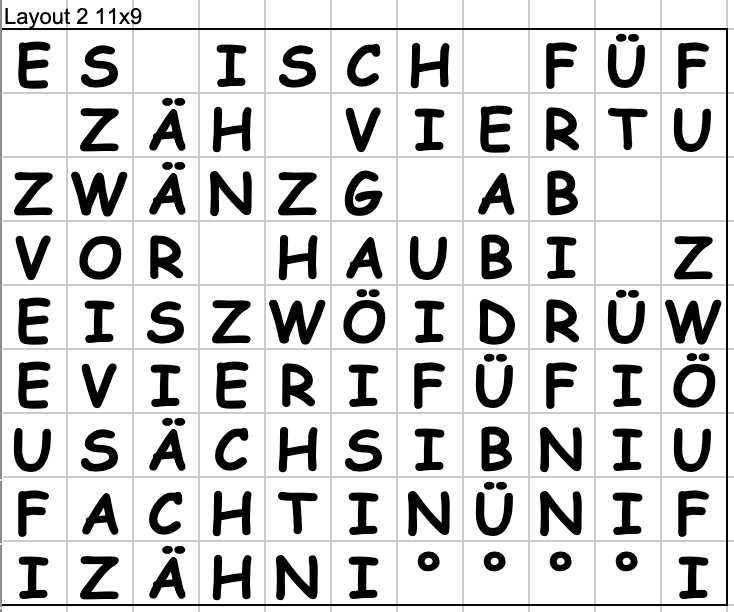 Layout 2 11x9
E S   I S C H   F Ü F
  Z Ä H   V I E R T U
Z W Ä N Z G   A B
V O R   H A U B I   Z
E I S Z W Ö I D R Ü W
E V I E R I F Ü F I Ö
U S Ä C H S I B N I U
F A C H T I N Ü N I F
I Z Ä H N I ° ° ° ° I